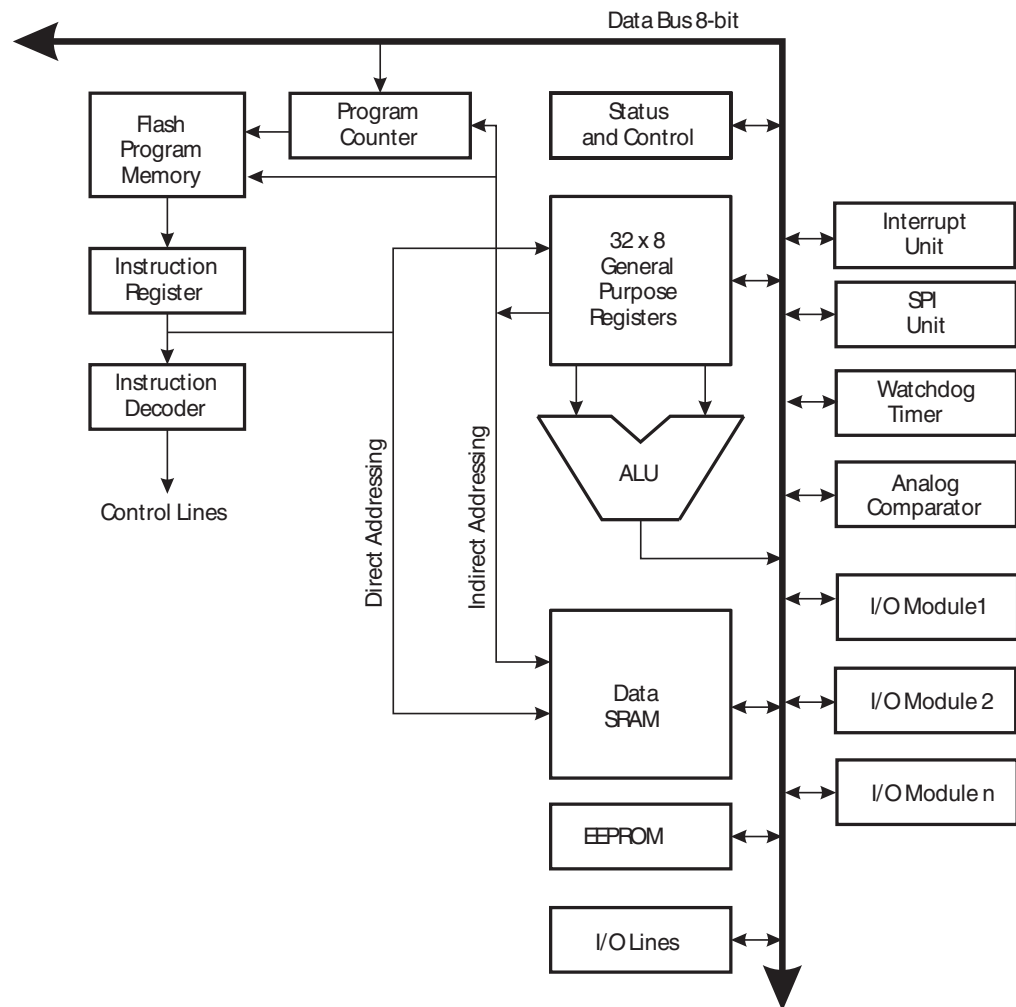 Data Bus 8-bit
Flash
Program
Memory
Program
Counter
Status
and Control
Instruction
Register
32 x 8
General
Purpose
Registers
Interrupt
Unit
SPI
Unit
Instruction
Decoder
Watchdog
Timer
Control Lines
Direct Addressing
Indirect Addressing
ALU
Analog
Comparator
I/O Module1
Data
SRAM
I/O Module 2
I/O Module n
EEPROM
I/O Lines